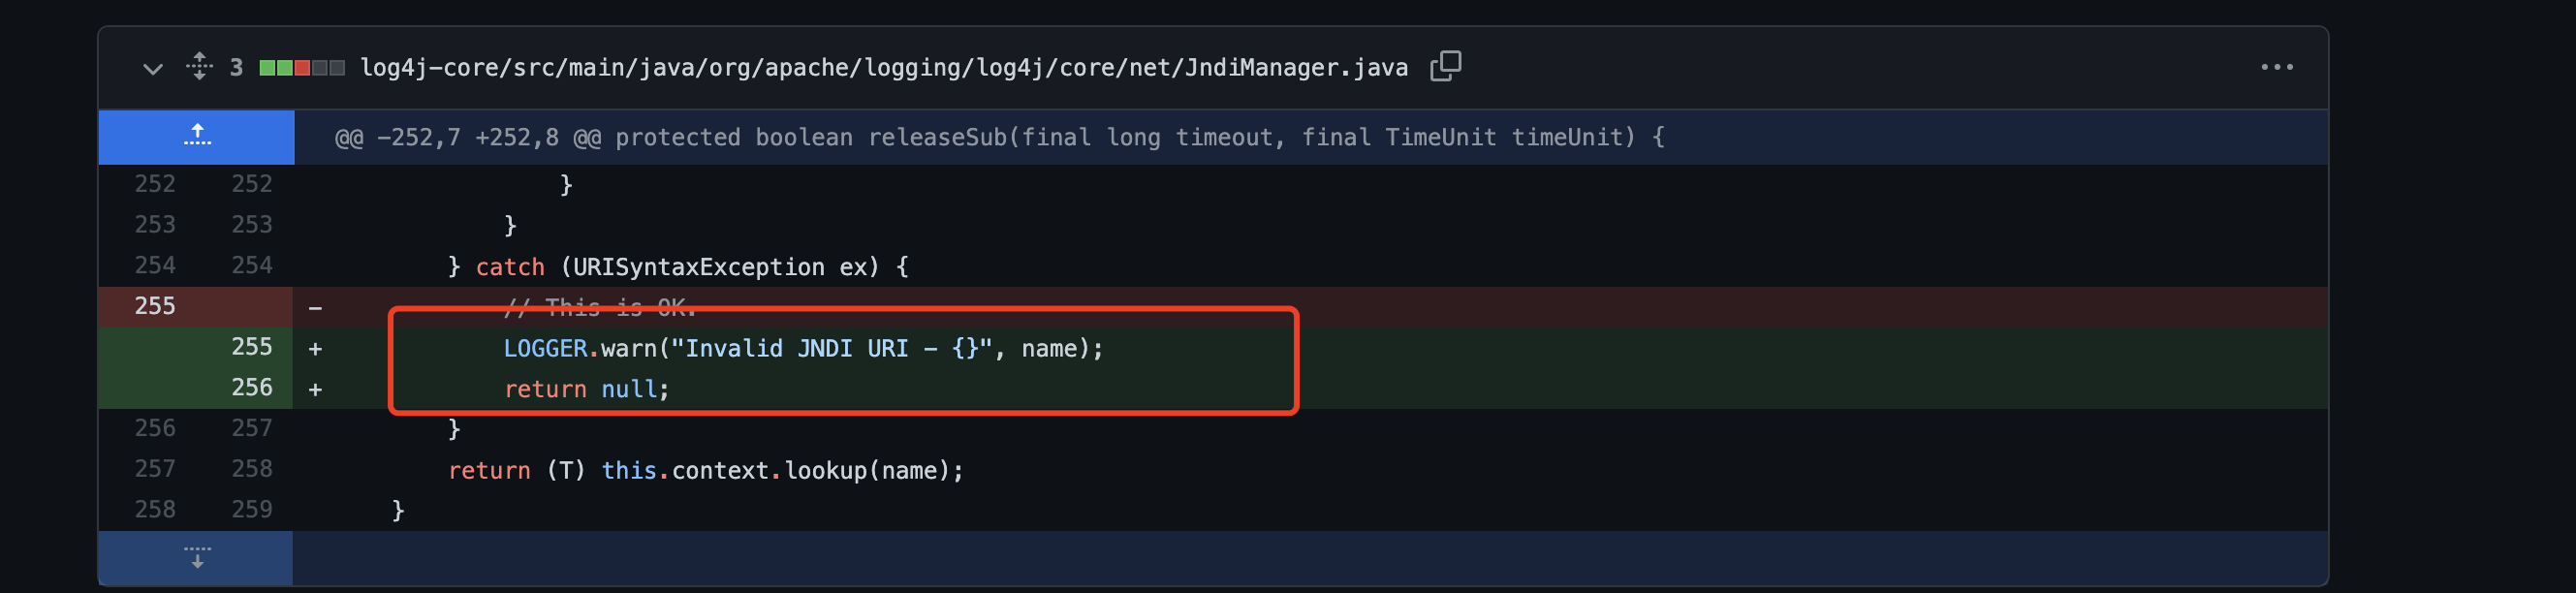 3 log4j-core/src/main/java/org/apache/logging/log4j/core/net/JndiManager.java
@@ -252,7 +252,8 @@ protected boolean releaseSub(final long timeout, final TimeUnit timeUnit) {
252 252 }
253 253 }
254 254 } catch (URISyntaxException ex) {
255 - // This is OK.
255 + LOGGER.warn("Invalid JNDI URI - {}", name);
256 + return null;
256 257 }
257 258 return (T) this.context.lookup(name);
258 259 }